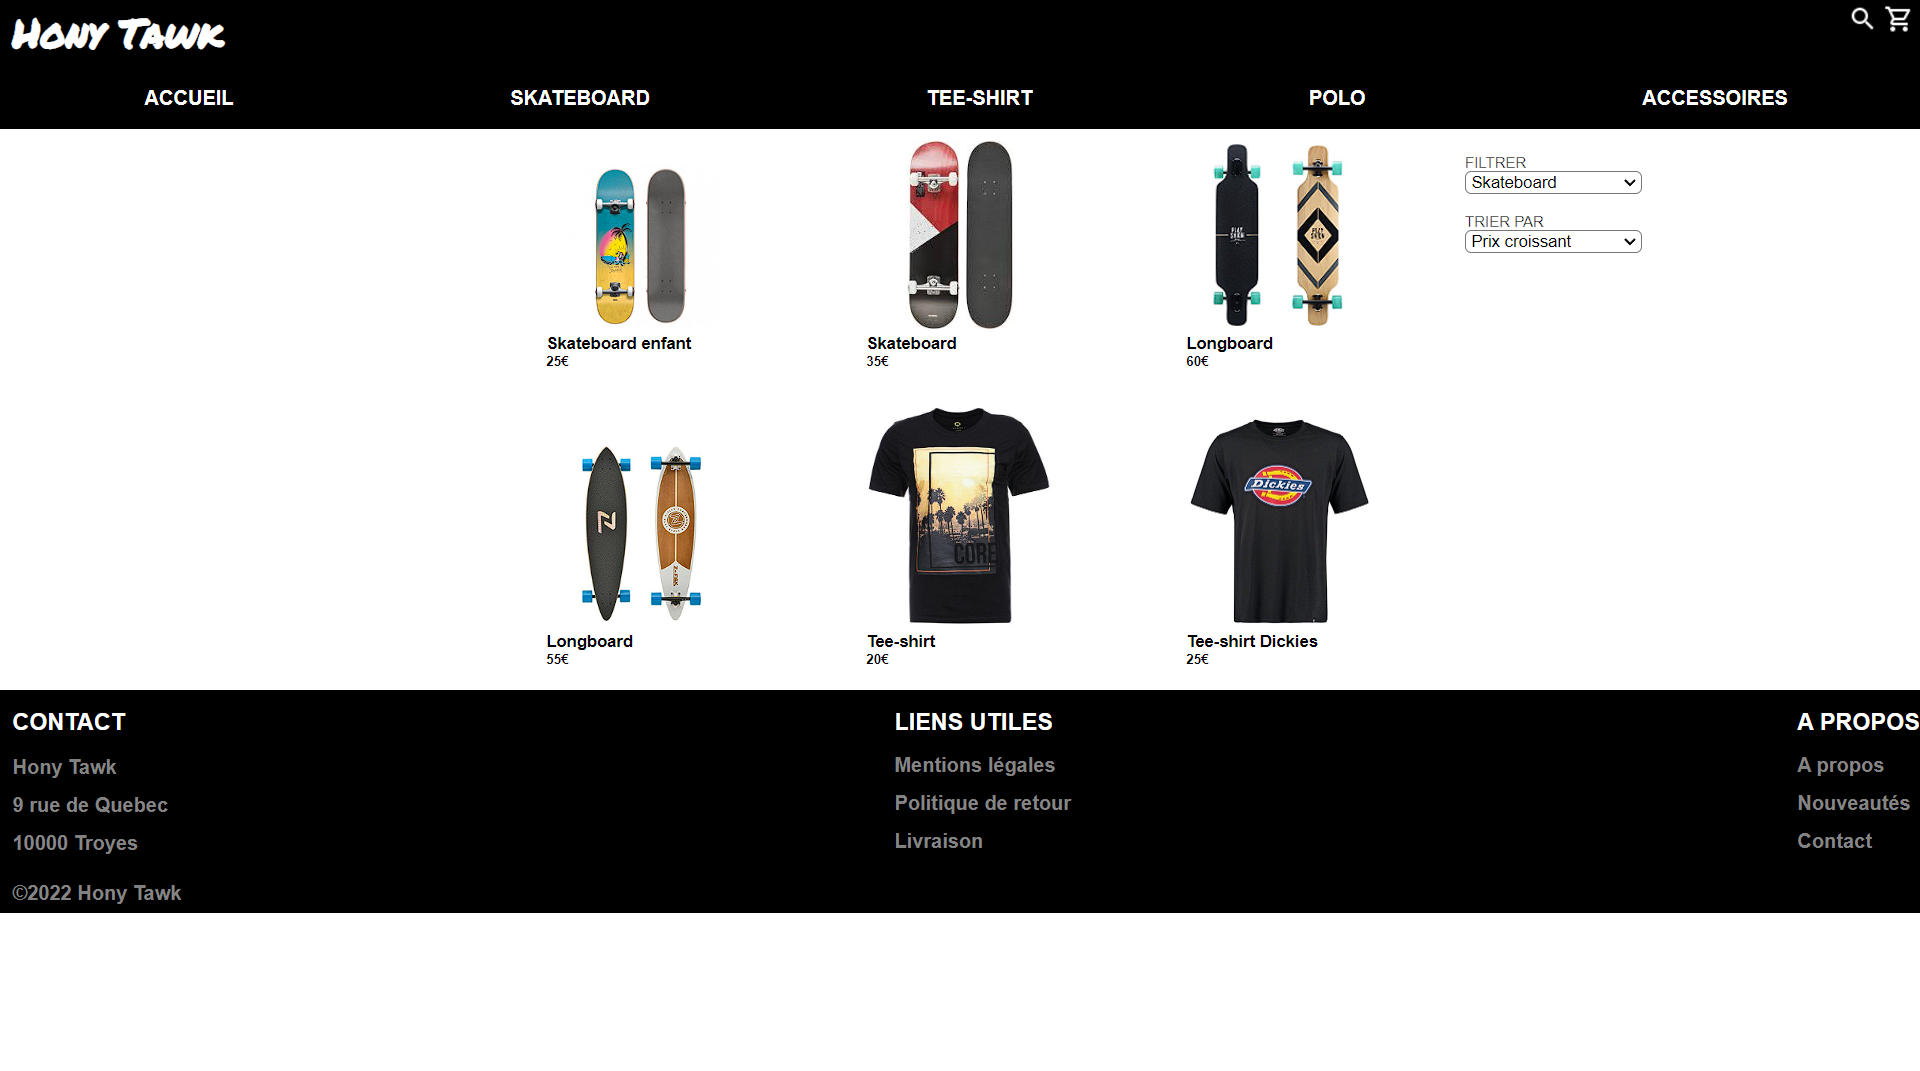 Hony Tawk
ACCUEIL
SKATEBOARD
TEE-SHIRT
POLO
ACCESSOIRES
FILTRER
Skateboard
TRIER PAR
Prix croissant
Skateboard enfant
25€
Skateboard
35€
Longboard
60€
CORE
Dickies
Longboard
55€
Tee-shirt
20€
Tee-shirt Dickies
25€
CONTACT
Hony Tawk
9 rue de Quebec
10000 Troyes
©2022 Hony Tawk
LIENS UTILES
Mentions légales
Politique de retour
Livraison
A PROPOS
A propos
Nouveautés
Contact